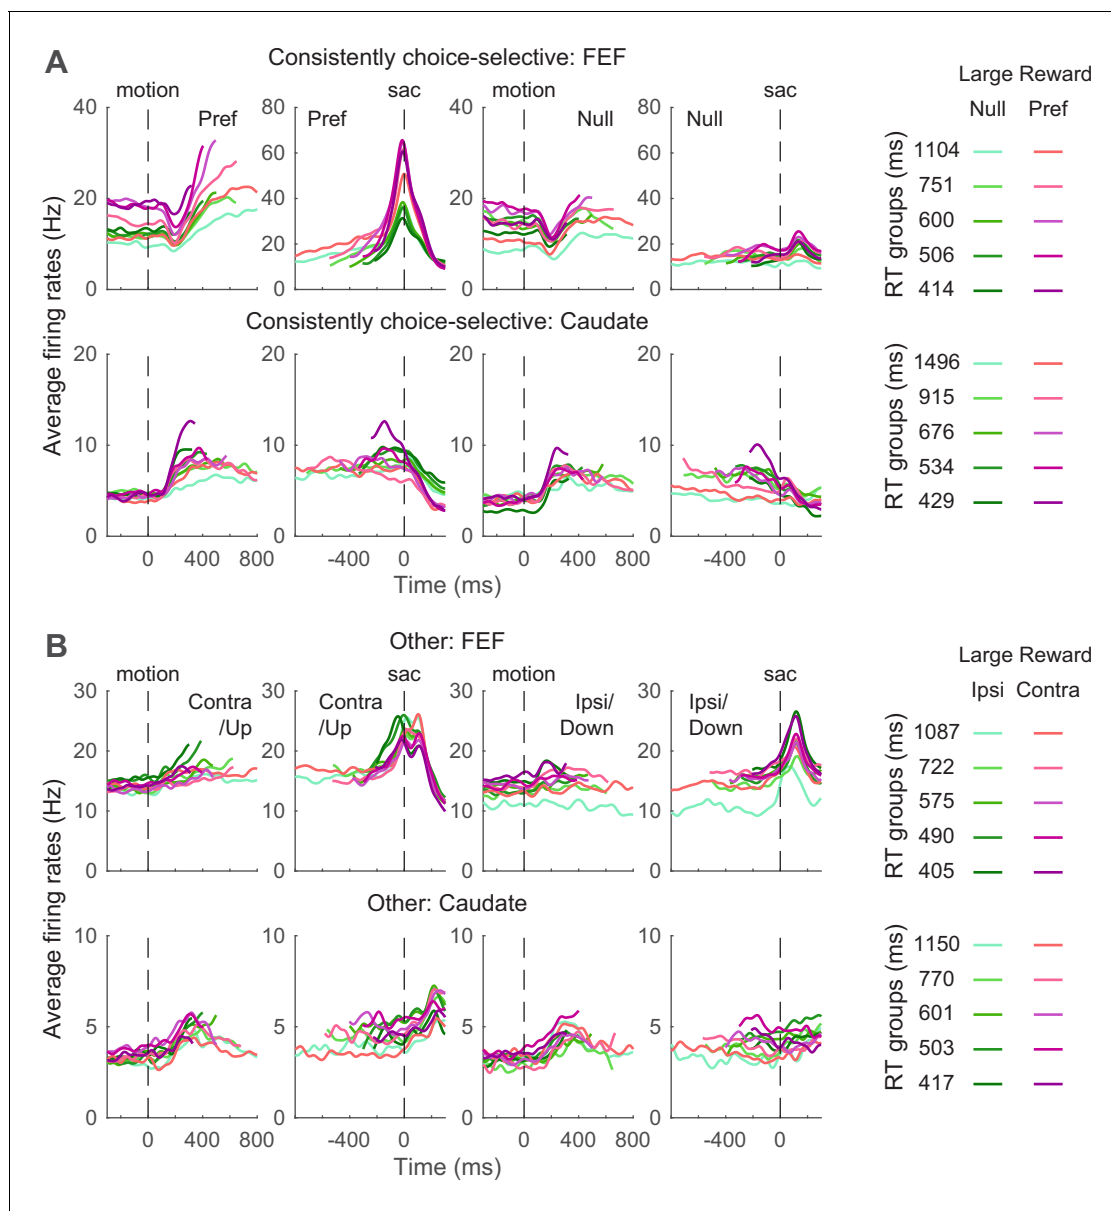 A
Consistently choice-selective: FEF
motion sac motion sac
Pref Pref Null Null
40 80 40 80
60
20 40 20 40
20
0 0 0 0
Average firing rates (Hz)
Large Reward
Null Pref
RT groups (ms)
1104
751
600
506
414
Consistently choice-selective: Caudate
20 20 20 20
10 10 10 10
0 0 0 0
0 400 800 -400 0 0 400 800 -400 0
Time (ms)
RT groups (ms)
1496
915
676
534
429
B
Other: FEF
motion sac motion sac
Contra Contra Ipsi/ Ipsi/
/Up /Up Down Down
30 30 30 30
20 20 20 20
10 10 10 10
0 0 0 0
Average firing rates (Hz)
Large Reward
Ipsi Contra
RT groups (ms)
1087
722
575
490
405
Other: Caudate
10 10 10 10
5 5 5 5
0 0 0 0
0 400 800 -400 0 0 400 800 -400 0
Time (ms)
RT groups (ms)
1150
770
601
503
417